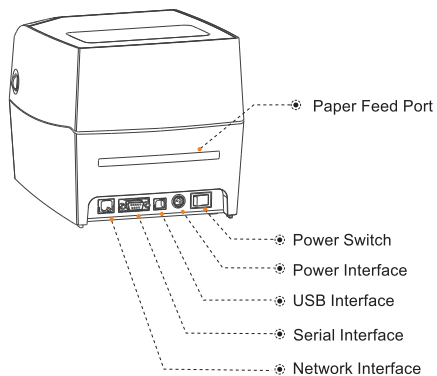 Paper Feed Port
Power Switch
Power Interface
USB Interface
Serial Interface
Network Interface